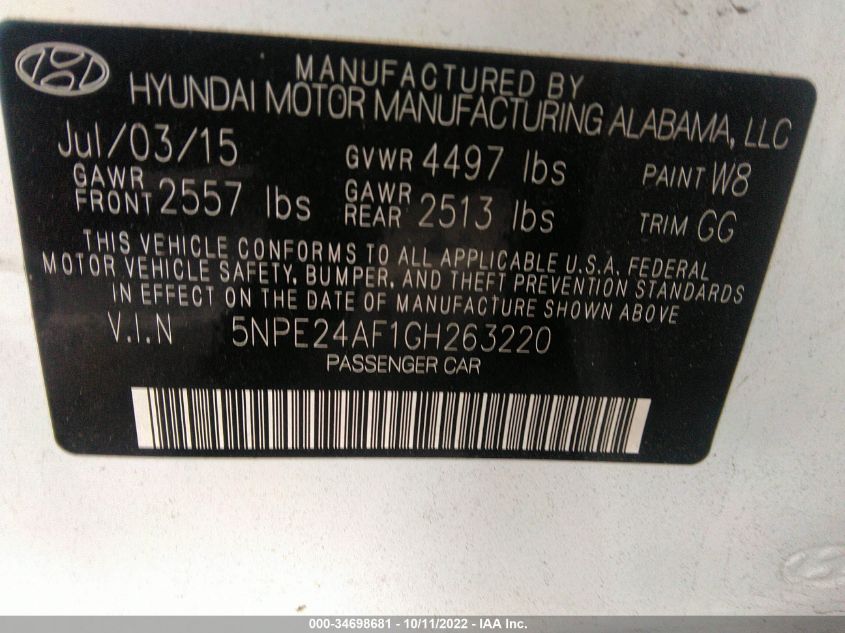 MANUFACTURED BY
HYUNDAI MOTOR MANUFACTURING ALABAMA, LLC
Jul/03/15 GVWR 4497 lbs PAINT W8
GAWR FRONT 2557 lbs GAWR REAR 2513 lbs TRIM GG
THIS VEHICLE CONFORMS TO ALL APPLICABLE U.S.A. FEDERAL
MOTOR VEHICLE SAFETY, BUMPER, AND THEFT PREVENTION STANDARDS
IN EFFECT ON THE DATE OF MANUFACTURE SHOWN ABOVE
V.I.N 5NPE24AF1GH263220
PASSENGER CAR
000-34698681 - 10/11/2022 - IAA Inc.